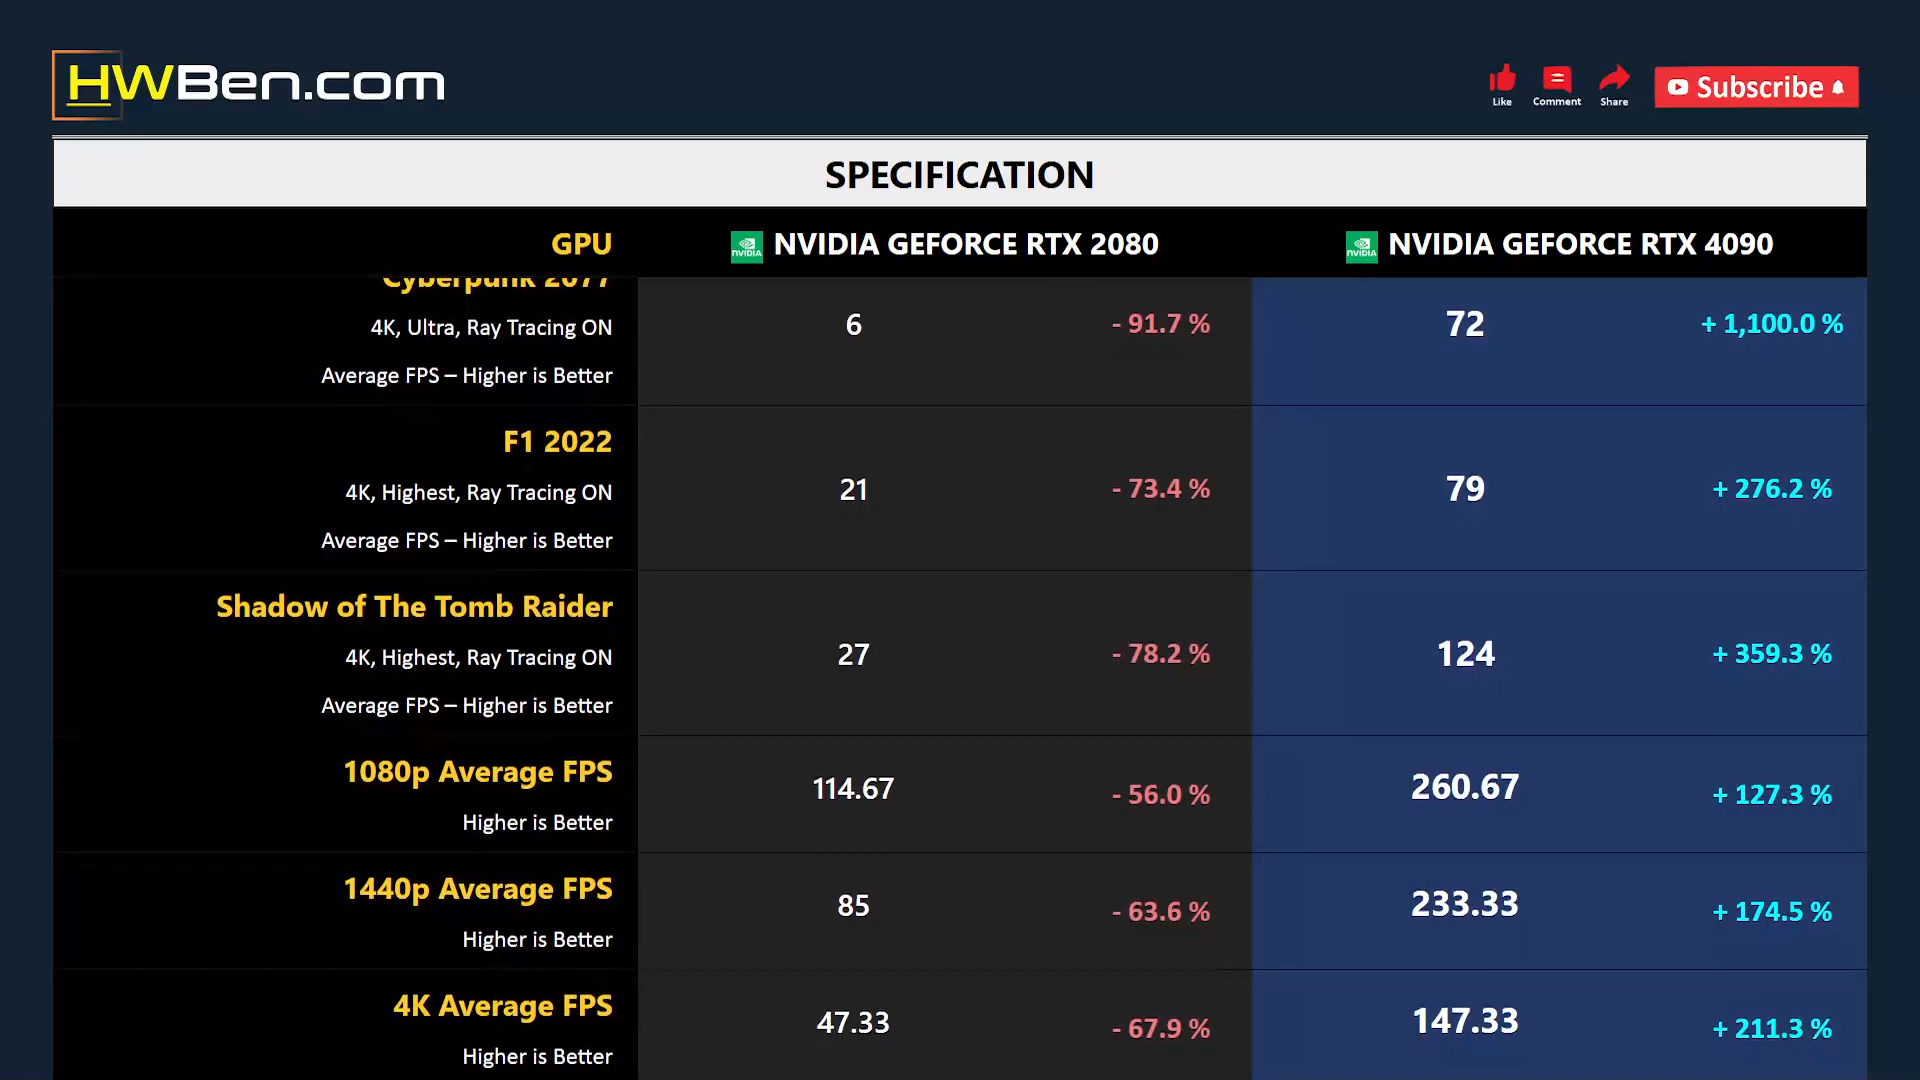 HWBen.com
Like
Comment
Share
Subscribe
SPECIFICATION
GPU NVIDIA NVIDIA GEFORCE RTX 2080 NVIDIA NVIDIA GEFORCE RTX 4090
Cyberpunk 2077
4K, Ultra, Ray Tracing ON 6 - 91.7 % 72 + 1,100.0 %
Average FPS – Higher is Better
F1 2022
4K, Highest, Ray Tracing ON 21 - 73.4 % 79 + 276.2 %
Average FPS – Higher is Better
Shadow of The Tomb Raider
4K, Highest, Ray Tracing ON 27 - 78.2 % 124 + 359.3 %
Average FPS – Higher is Better
1080p Average FPS 114.67 - 56.0 % 260.67 + 127.3 %
Higher is Better
1440p Average FPS 85 - 63.6 % 233.33 + 174.5 %
Higher is Better
4K Average FPS 47.33 - 67.9 % 147.33 + 211.3 %
Higher is Better